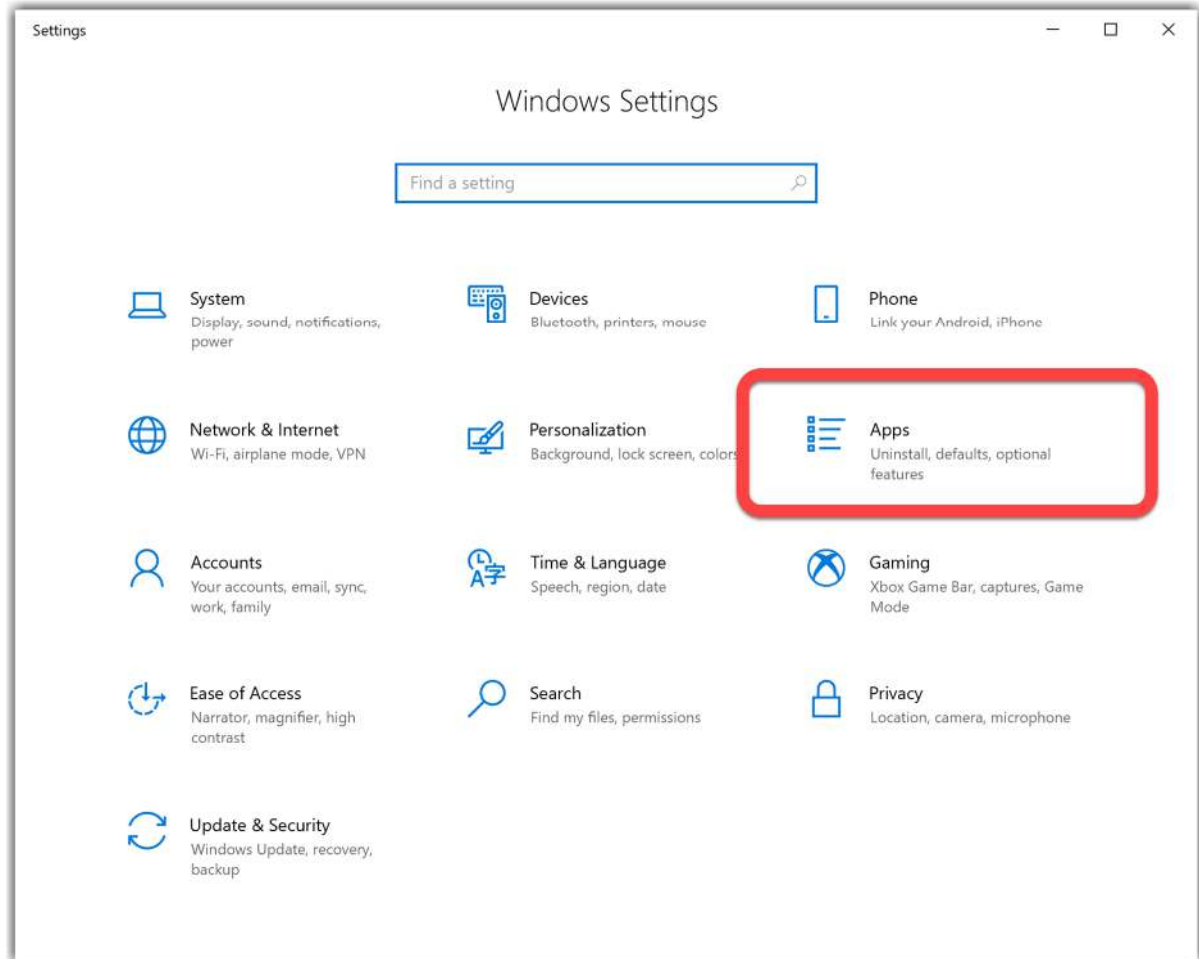 Settings
Windows Settings
Find a setting
System
Display, sound, notifications,
power
Devices
Bluetooth, printers, mouse
Phone
Link your Android, iPhone
Network & Internet
Wi-Fi, airplane mode, VPN
Personalization
Background, lock screen, colors
Apps
Uninstall, defaults, optional
features
Accounts
Your accounts, email, sync,
work, family
Time & Language
Speech, region, date
Gaming
Xbox Game Bar, captures, Game
Mode
Ease of Access
Narrator, magnifier, high
contrast
Search
Find my files, permissions
Privacy
Location, camera, microphone
Update & Security
Windows Update, recovery,
backup